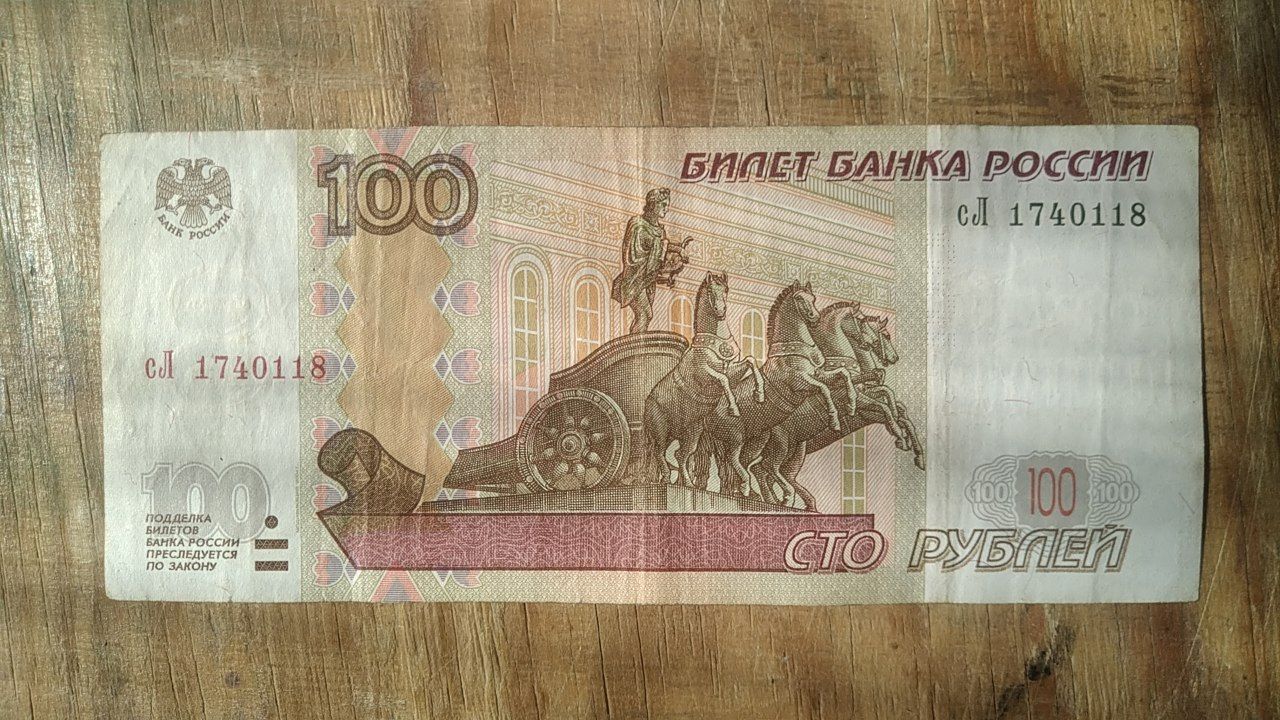 БАНК РОССИИ
100
БИЛЕТ БАНКА РОССИИ
сЛ 1740118
сЛ 1740118
100
ПОДДЕЛКА
БИЛЕТОВ
БАНКА РОССИИ
ПРЕСЛЕДУЕТСЯ
ПО ЗАКОНУ
100 100 100
СТО РУБЛЕЙ